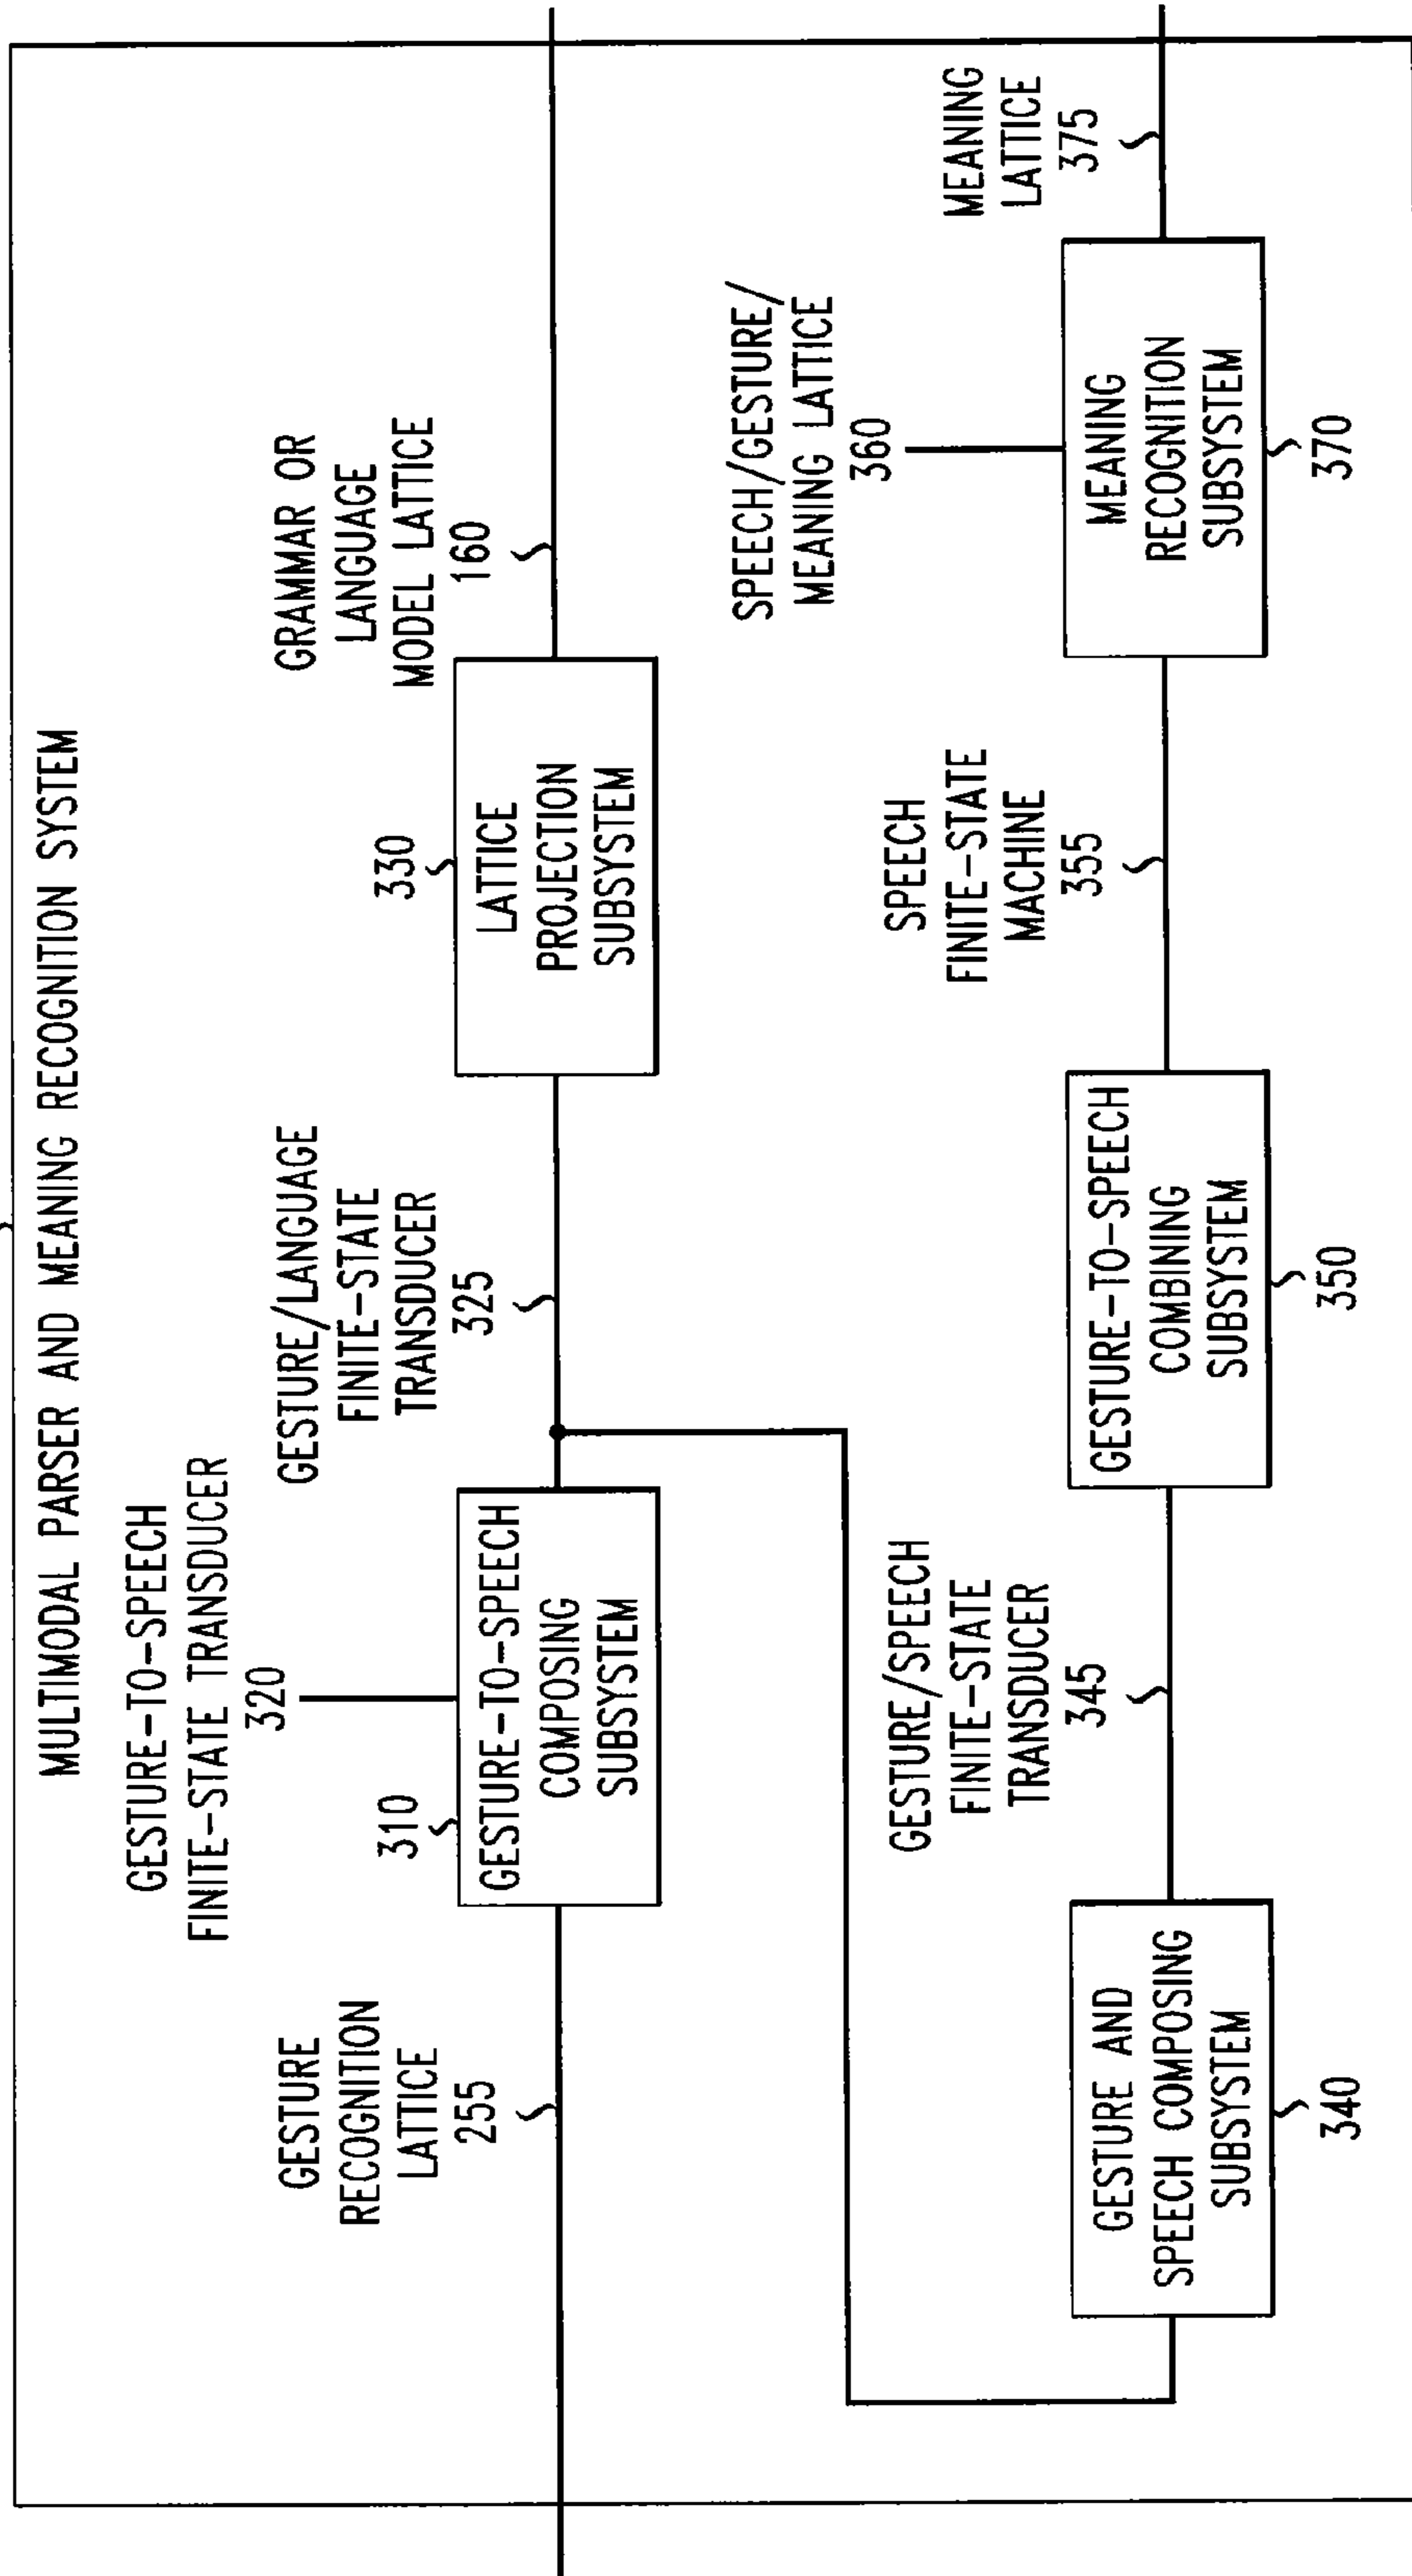 MULTIMODAL PARSER AND MEANING RECOGNITION SYSTEM
GESTURE-TO-SPEECH
FINITE-STATE TRANSDUCER
320
GESTURE
RECOGNITION
LATTICE
255
310
GESTURE-TO-SPEECH
COMPOSING
SUBSYSTEM
GESTURE/LANGUAGE
FINITE-STATE
TRANSDUCER
325
330
LATTICE
PROJECTION
SUBSYSTEM
GRAMMAR OR
LANGUAGE
MODEL LATTICE
160
GESTURE AND
SPEECH COMPOSING
SUBSYSTEM
340
GESTURE/SPEECH
FINITE-STATE
TRANSDUCER
345
GESTURE-TO-SPEECH
COMBINING
SUBSYSTEM
350
SPEECH
FINITE-STATE
MACHINE
355
SPEECH/GESTURE/
MEANING LATTICE
360
MEANING
RECOGNITION
SUBSYSTEM
370
MEANING
LATTICE
375